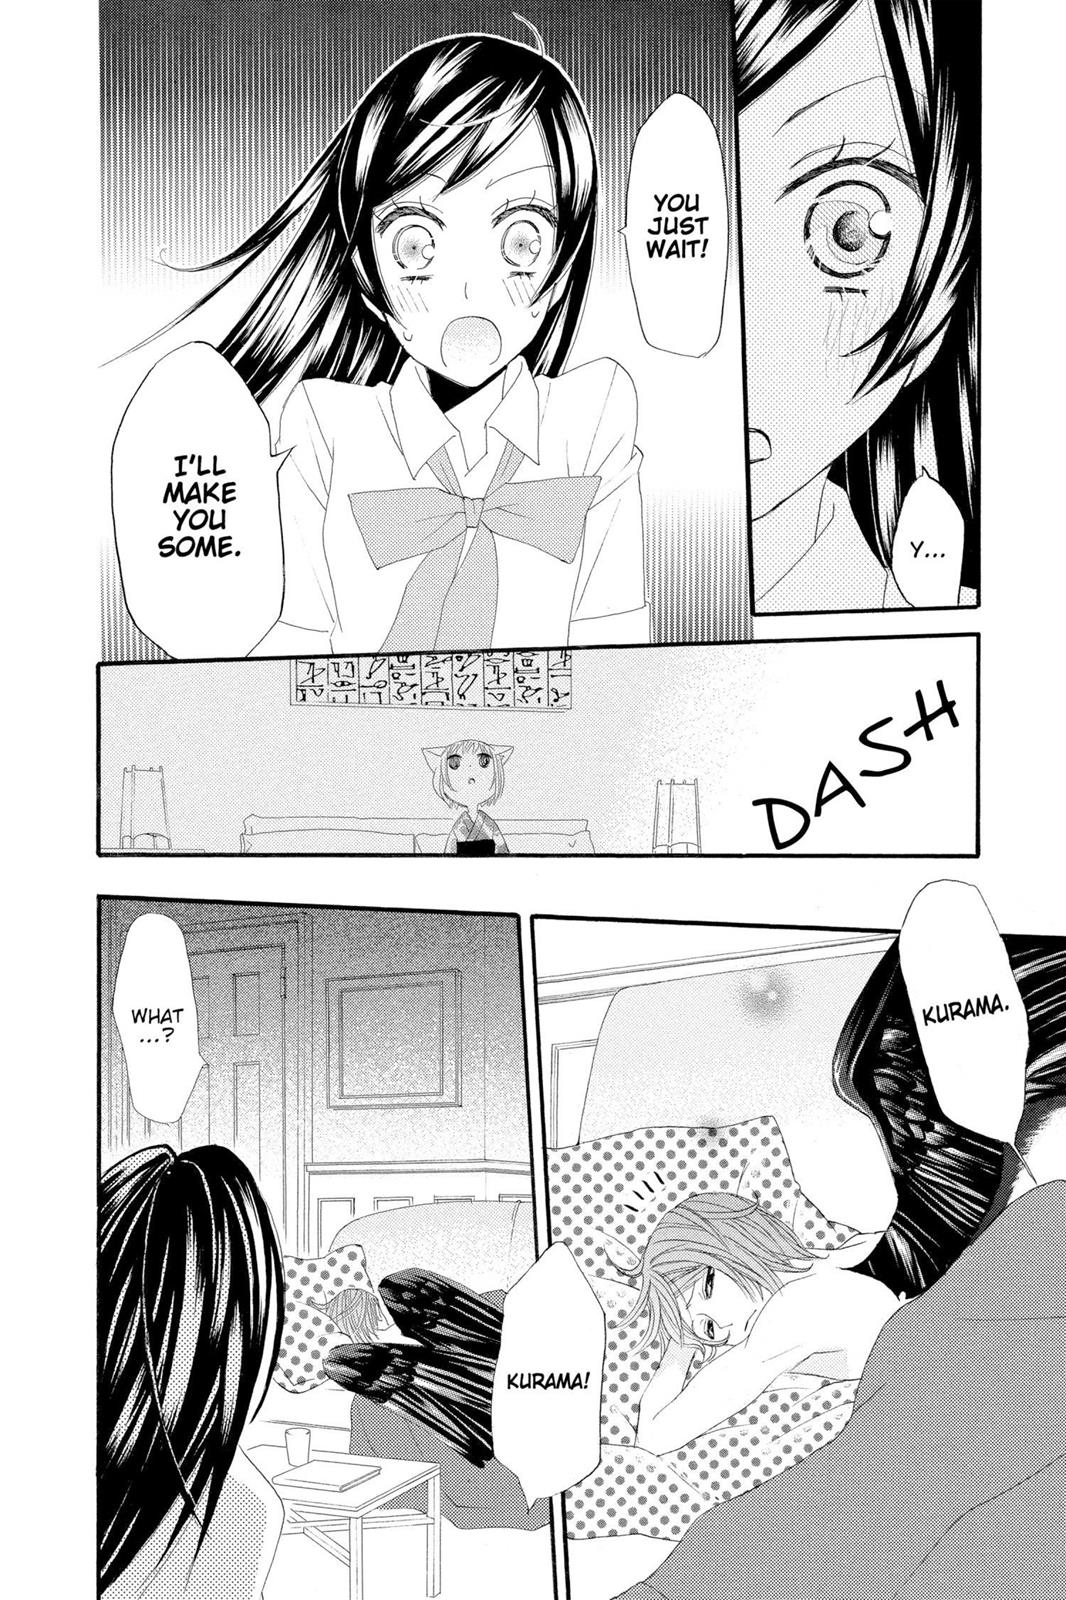 Y...
YOU
JUST
WAIT!
I'LL
MAKE
YOU
SOME.
DASH
KURAMA.
KURAMA!
WHAT
...?